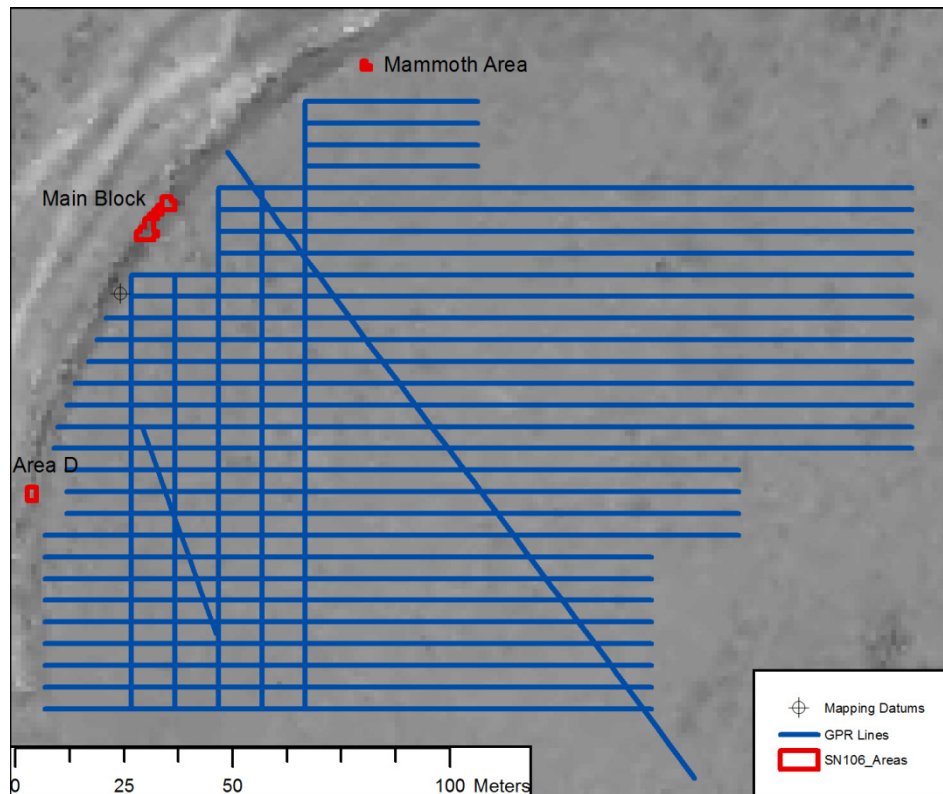 Mammoth Area
Main Block
Area D
Mapping Datums
GPR Lines
SN106_Areas
0 25 50 100 Meters